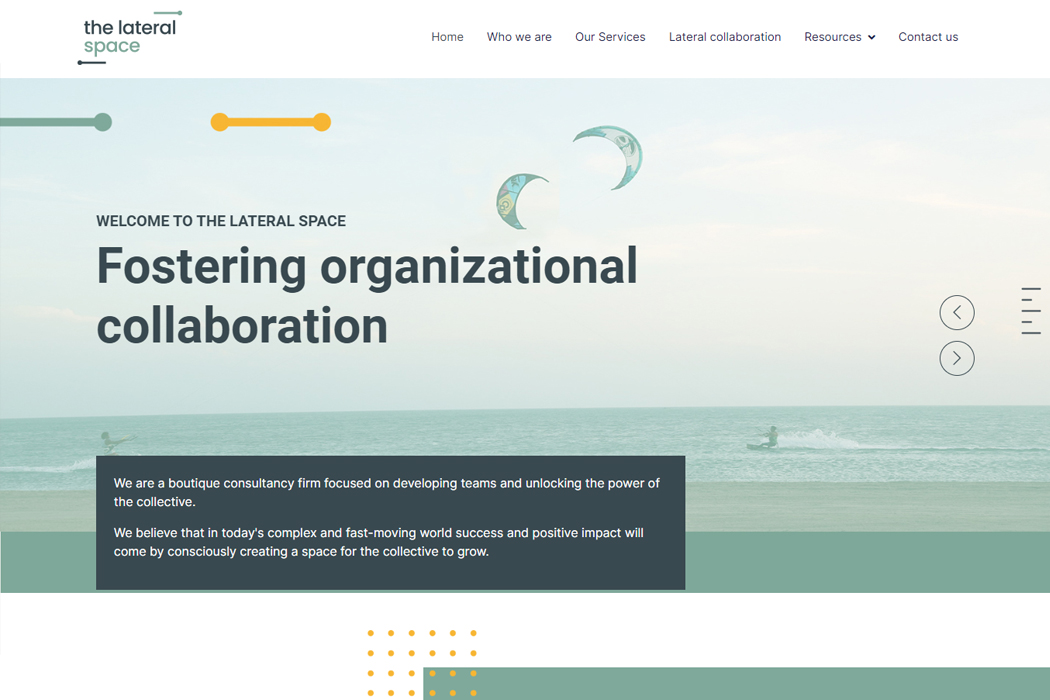 the lateral
space
Home Who we are Our Services Lateral collaboration Resources Contact us
WELCOME TO THE LATERAL SPACE
Fostering organizational
collaboration
We are a boutique consultancy firm focused on developing teams and unlocking the power of
the collective.
We believe that in today's complex and fast-moving world success and positive impact will
come by consciously creating a space for the collective to grow.